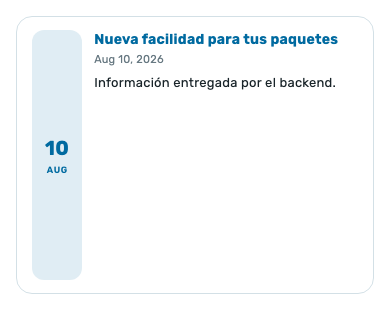 10
AUG
Nueva facilidad para tus paquetes
Aug 10, 2026
Información entregada por el backend.